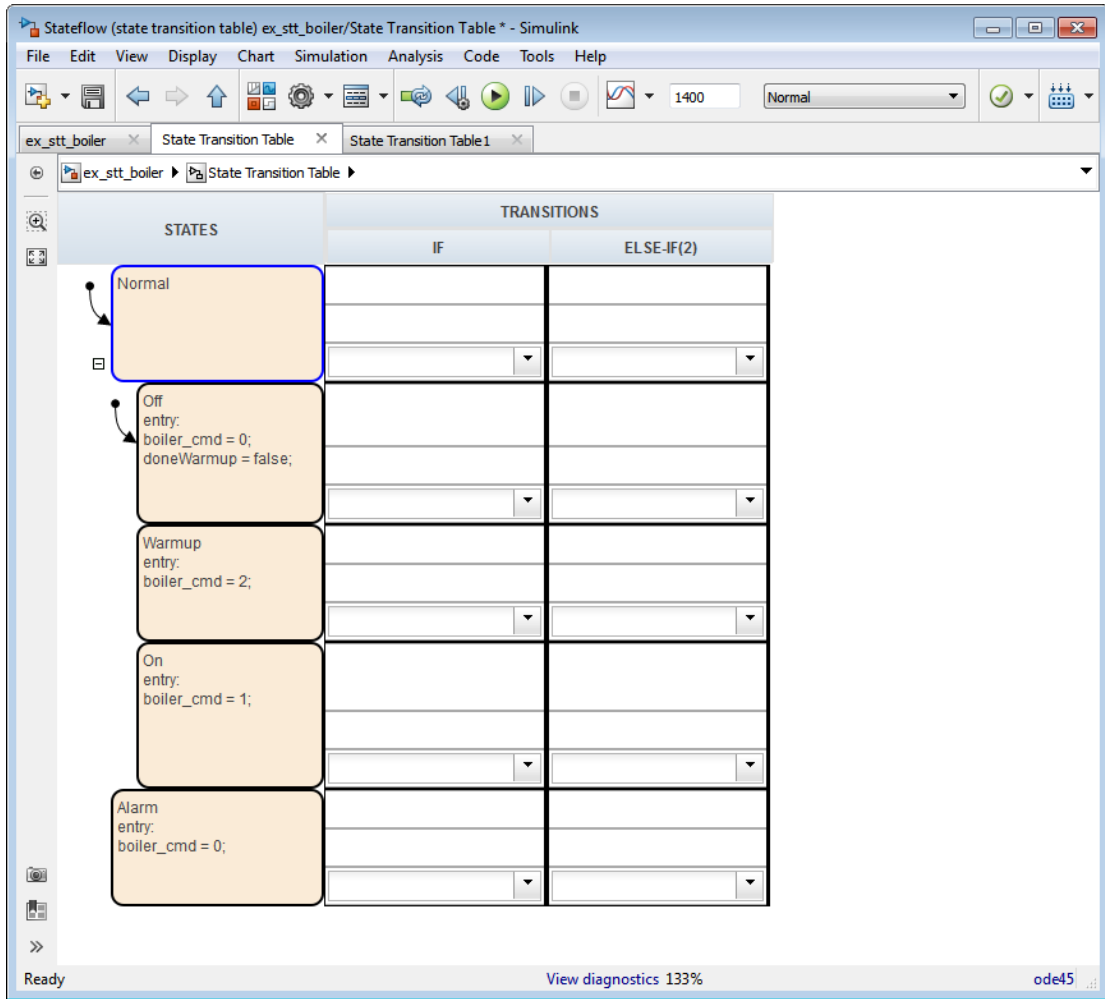 Stateflow (state transition table) ex_stt_boiler/State Transition Table * - Simulink
File Edit View Display Chart Simulation Analysis Code Tools Help
1400 Normal
ex_stt_boiler State Transition Table State Transition Table1
ex_stt_boiler State Transition Table
STATES
TRANSITIONS
IF ELSE-IF(2)
Normal
Off
entry:
boiler_cmd = 0;
doneWarmup = false;
Warmup
entry:
boiler_cmd = 2;
On
entry:
boiler_cmd = 1;
Alarm
entry:
boiler_cmd = 0;
Ready View diagnostics 133% ode45